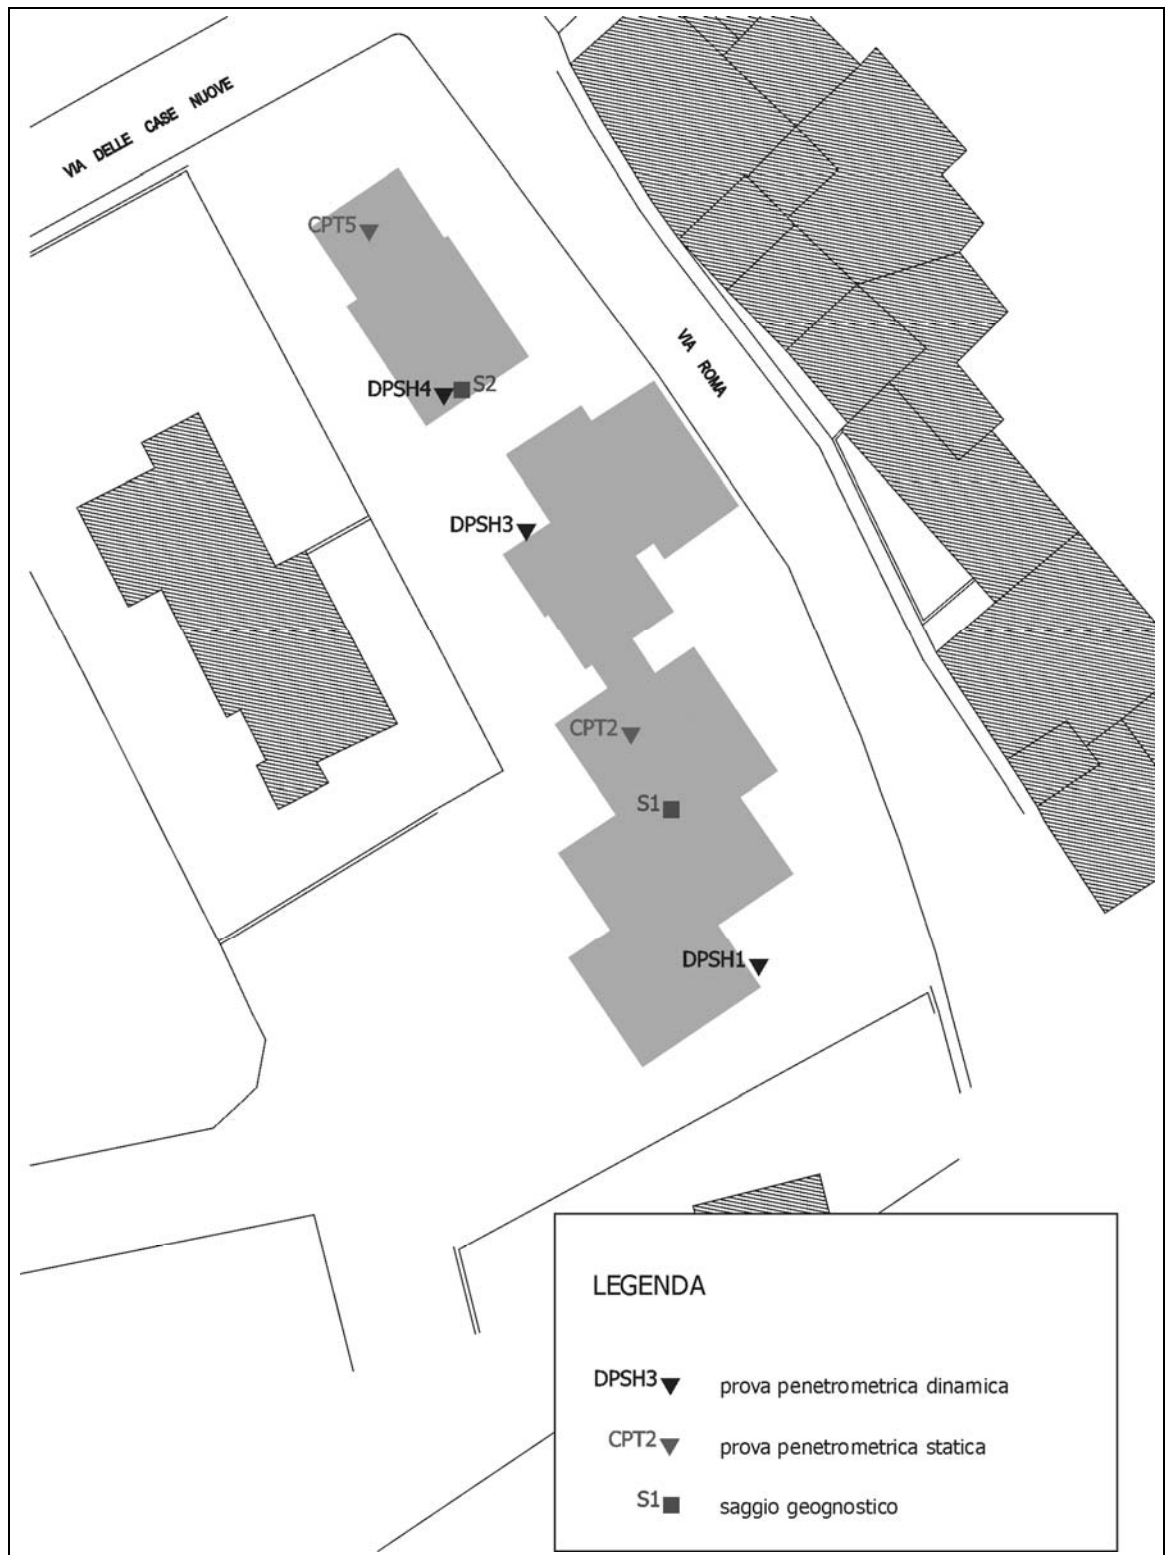 VIA DELLE CASE NUOVE
CPT5
VIA ROMA
DPSH4
S2
DPSH3
CPT2
S1
DPSH1
LEGENDA
DPSH3 prova penetrometrica dinamica
CPT2 prova penetrometrica statica
S1 saggio geognostico